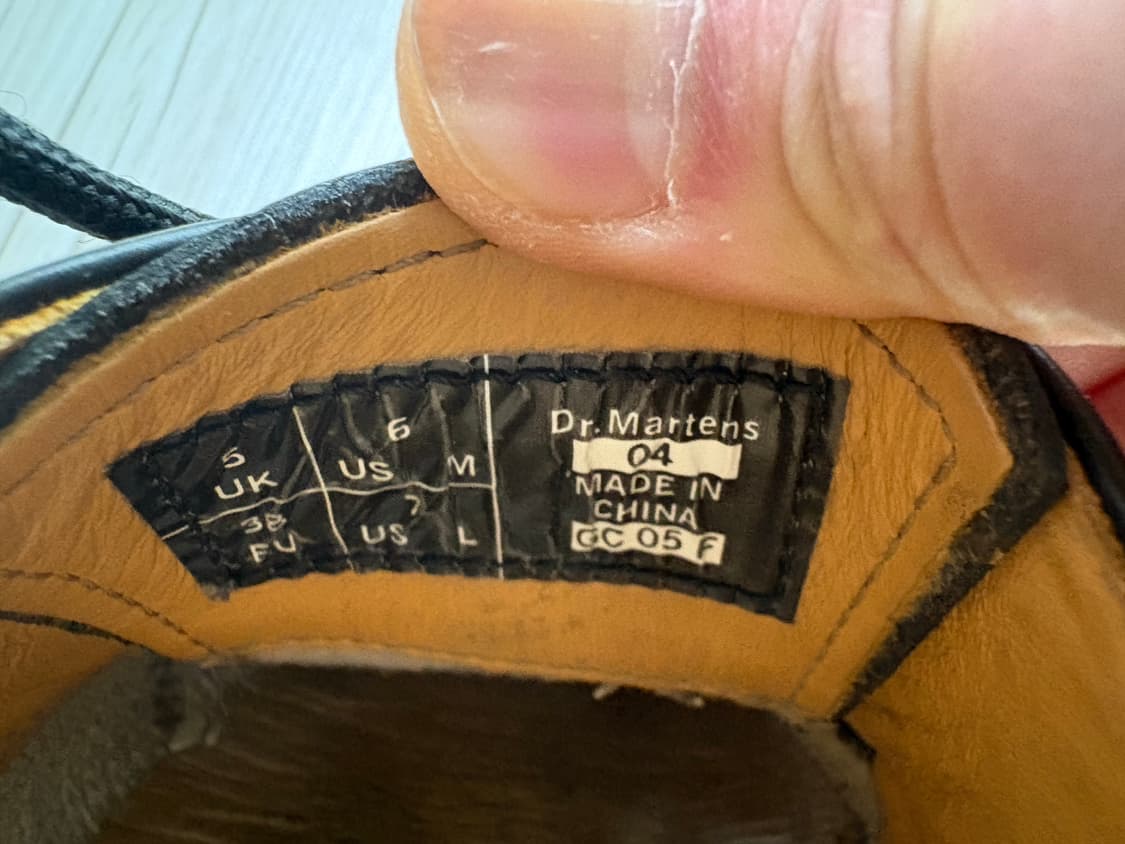 5
UK
6
US M
38
EU
7
US L
Dr. Martens
04
MADE IN
CHINA
GC 05 F